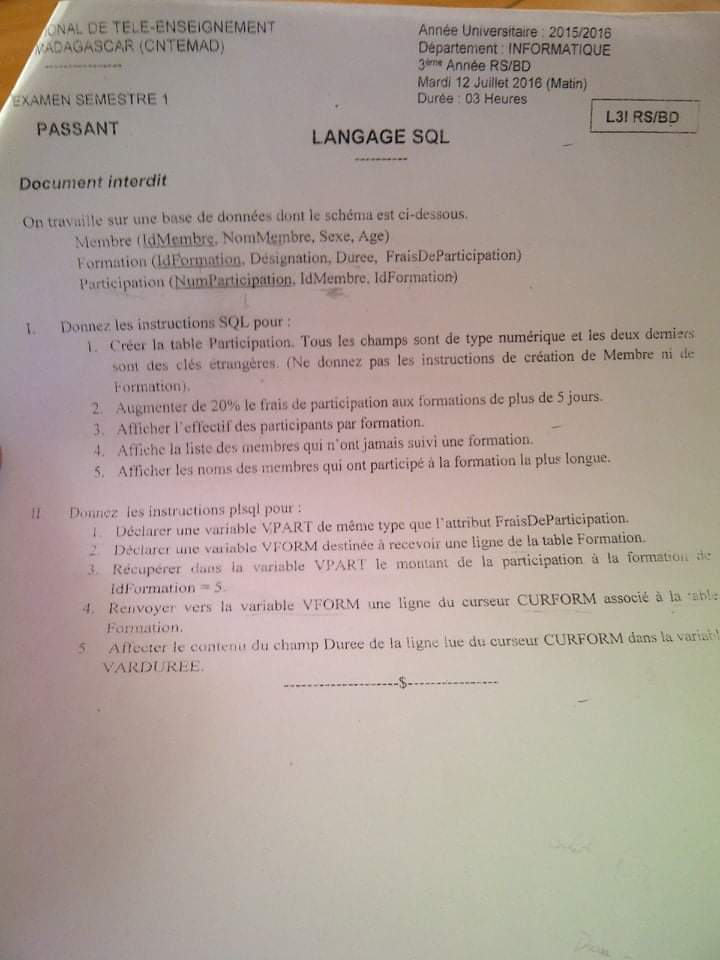 IONAL DE TELE-ENSEIGNEMENT
MADAGASCAR (CNTEMAD)
---------------
EXAMEN SEMESTRE 1
PASSANT
Année Universitaire : 2015/2016
Département : INFORMATIQUE
3ème Année RS/BD
Mardi 12 Juillet 2016 (Matin)
Durée : 03 Heures
L3I RS/BD
LANGAGE SQL
----------
Document interdit
On travaille sur une base de données dont le schéma est ci-dessous.
Membre (IdMembre, NomMembre, Sexe, Age)
Formation (IdFormation, Désignation, Duree, FraisDeParticipation)
Participation (NumParticipation, IdMembre, IdFormation)
I. Donnez les instructions SQL pour :
1. Créer la table Participation. Tous les champs sont de type numérique et les deux derniers
sont des clés étrangères. (Ne donnez pas les instructions de création de Membre ni de
Formation).
2. Augmenter de 20% le frais de participation aux formations de plus de 5 jours.
3. Afficher l'effectif des participants par formation.
4. Affiche la liste des membres qui n'ont jamais suivi une formation.
5. Afficher les noms des membres qui ont participé à la formation la plus longue.
II Donnez les instructions plsql pour :
1. Déclarer une variable VPART de même type que l'attribut FraisDeParticipation.
2. Déclarer une variable VFORM destinée à recevoir une ligne de la table Formation.
3. Récupérer dans la variable VPART le montant de la participation à la formation de
IdFormation = 5.
4. Renvoyer vers la variable VFORM une ligne du curseur CURFORM associé à la table
Formation.
5. Affecter le contenu du champ Duree de la ligne lue du curseur CURFORM dans la variabl
VARDUREE.
--------------------$----------------